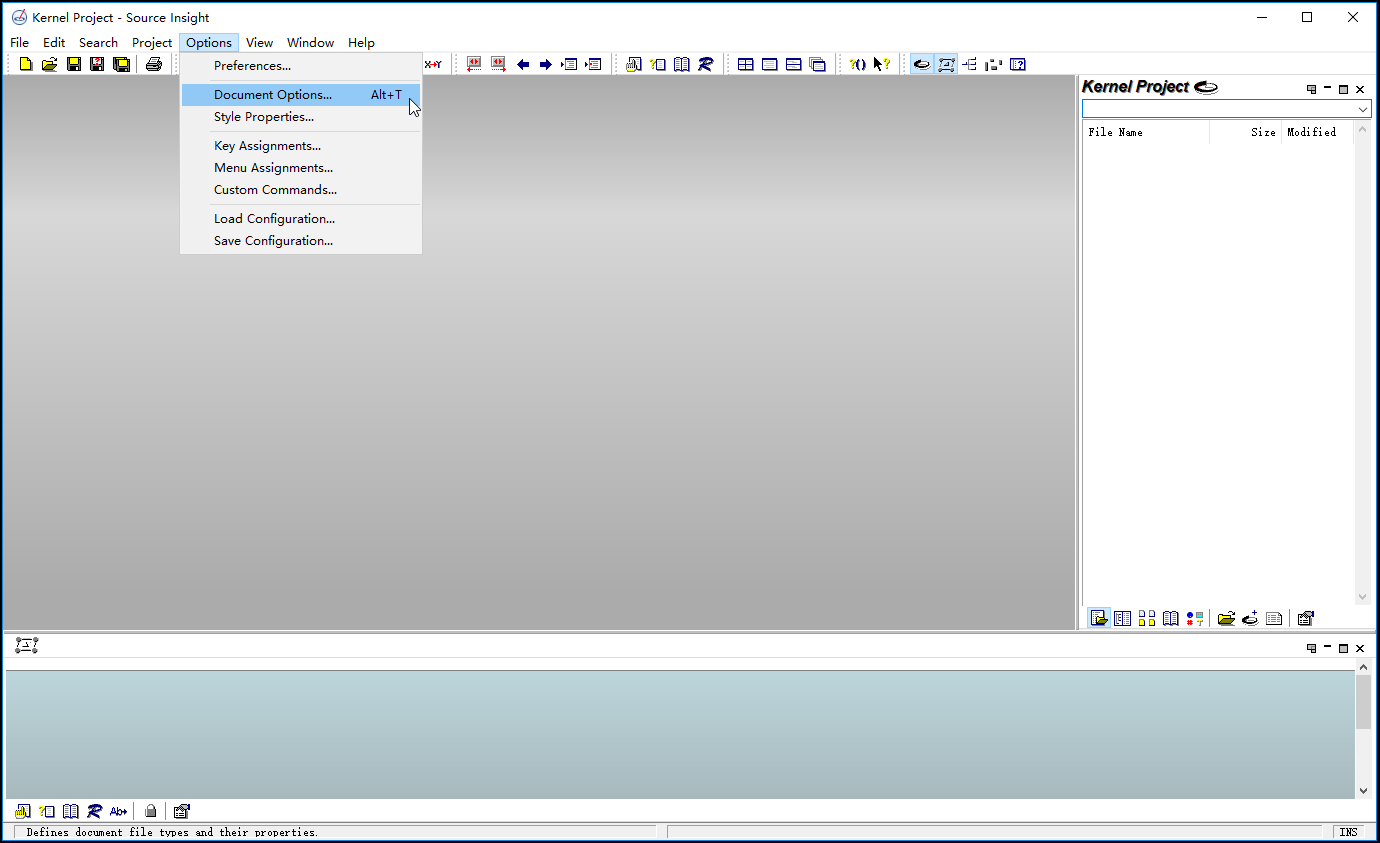 Kernel Project - Source Insight
File Edit Search Project Options View Window Help
Preferences...
Document Options... Alt+T
Style Properties...
Key Assignments...
Menu Assignments...
Custom Commands...
Load Configuration...
Save Configuration...
Kernel Project
File Name Size Modified
Ab
Defines document file types and their properties.
INS